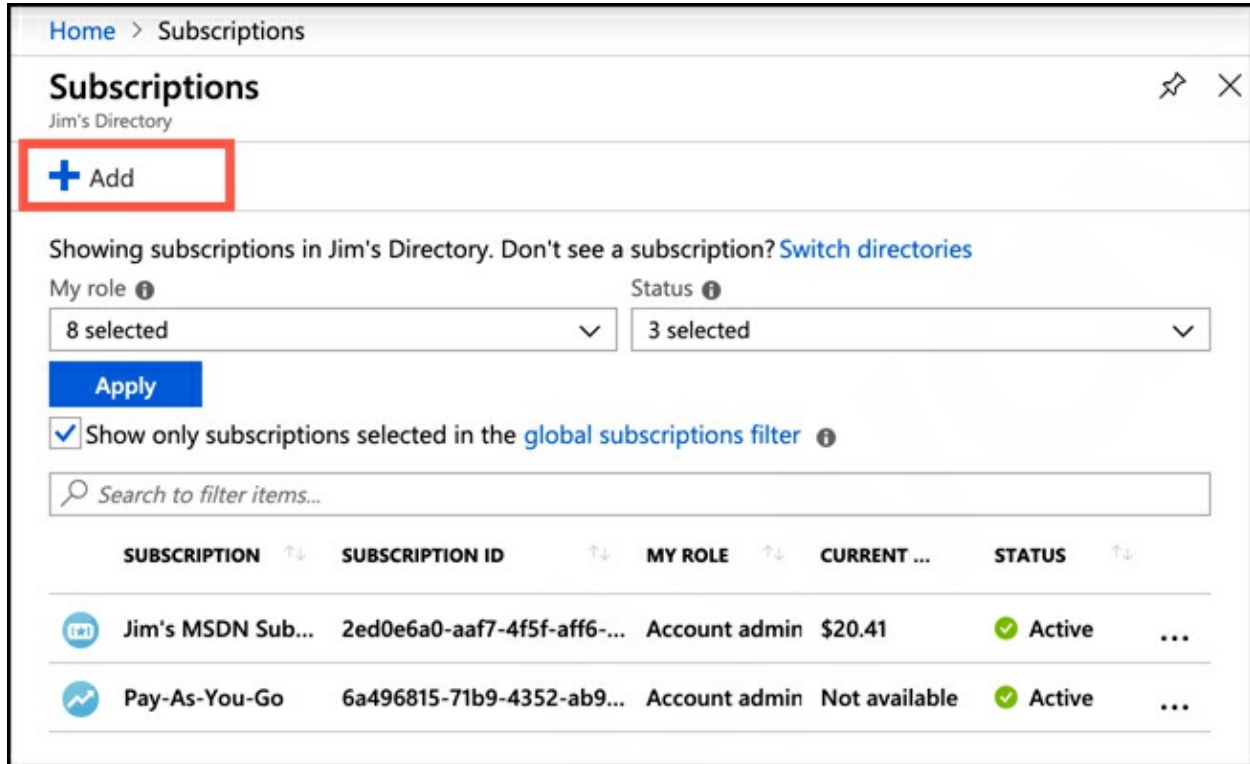 Home > Subscriptions
Subscriptions
Jim's Directory
Add
Showing subscriptions in Jim's Directory. Don't see a subscription? Switch directories
My role Status
8 selected 3 selected
Apply
Show only subscriptions selected in the global subscriptions filter
Search to filter items...
SUBSCRIPTION SUBSCRIPTION ID MY ROLE CURRENT ... STATUS
Jim's MSDN Sub... 2ed0e6a0-aaf7-4f5f-aff6-... Account admin $20.41 Active ...
Pay-As-You-Go 6a496815-71b9-4352-ab9... Account admin Not available Active ...